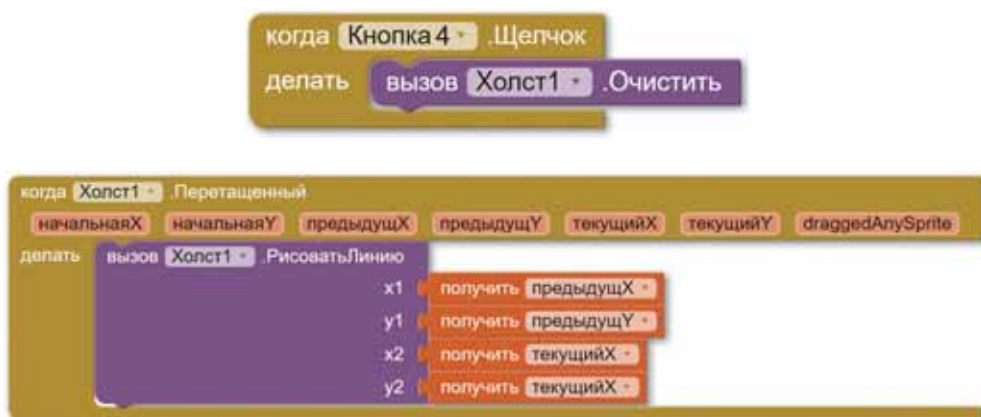 когда Кнопка4 .Щелчок
делать вызов Холст1 .Очистить
когда Холст1 .Перетащенный
начальнаяX начальнаяY предыдущX предыдущY текущийX текущийY draggedAnySprite
делать вызов Холст1 .РисоватьЛинию
x1 получить предыдущX
y1 получить предыдущY
x2 получить текущийX
y2 получить текущийX